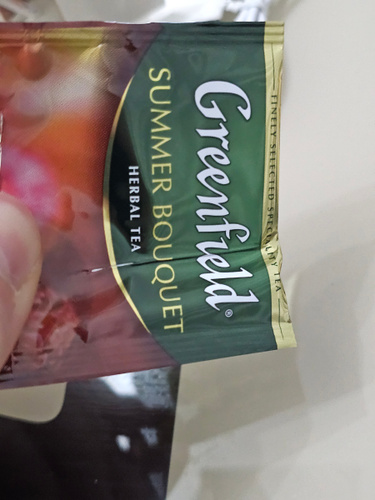 FINELY SELECTED SPECIALTY TEA
Greenfield®
SUMMER BOUQUET
HERBAL TEA